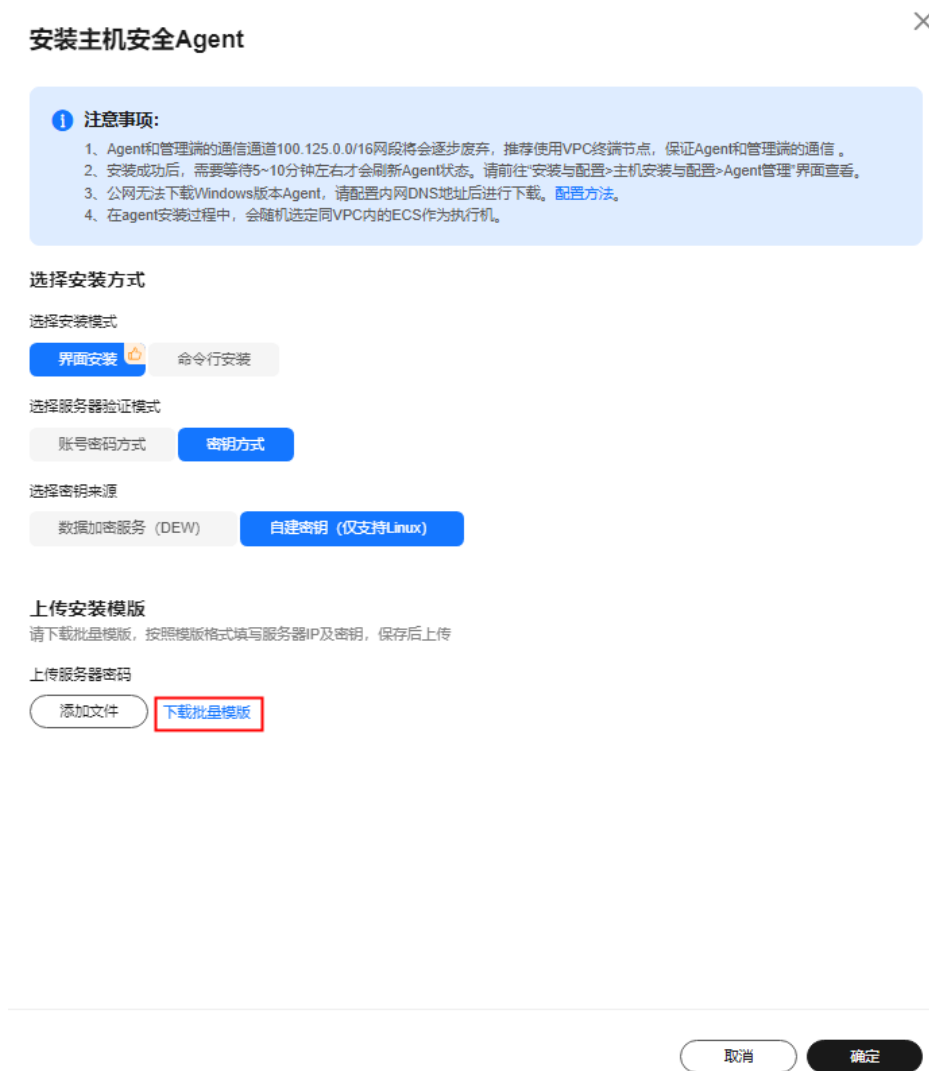 安装主机安全Agent
注意事项:
1、Agent和管理端的通信通道100.125.0.0/16网段将会逐步废弃，推荐使用VPC终端节点，保证Agent和管理端的通信 。
2、安装成功后，需要等待5~10分钟左右才会刷新Agent状态。请前往“安装与配置>主机安装与配置>Agent管理”界面查看。
3、公网无法下载Windows版本Agent，请配置内网DNS地址后进行下载。配置方法。
4、在agent安装过程中，会随机选定同VPC内的ECS作为执行机。
选择安装方式
选择安装模式
界面安装 命令行安装
选择服务器验证模式
账号密码方式 密钥方式
选择密钥来源
数据加密服务（DEW） 自建密钥（仅支持Linux）
上传安装模版
请下载批量模版，按照模版格式填写服务器IP及密钥，保存后上传
上传服务器密码
添加文件 下载批量模版
取消 确定